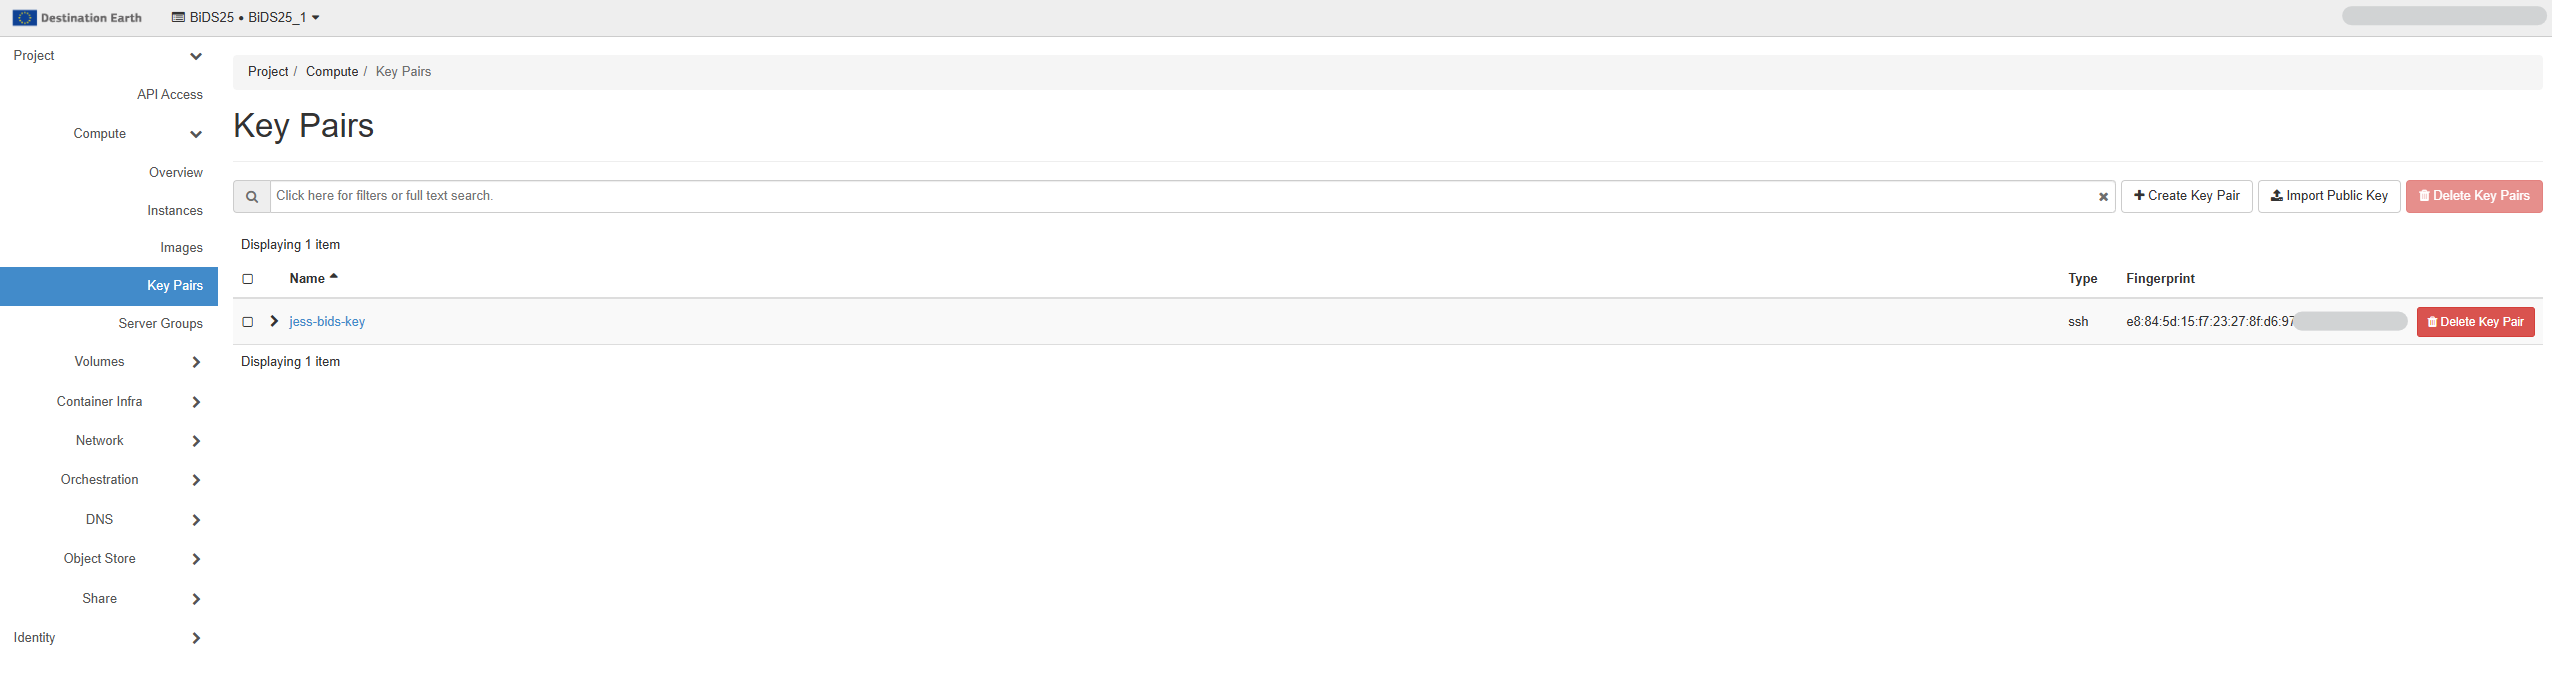 Destination Earth BiDS25 • BiDS25_1
Project
API Access
Compute
Overview
Instances
Images
Key Pairs
Server Groups
Volumes
Container Infra
Network
Orchestration
DNS
Object Store
Share
Identity
Project / Compute / Key Pairs
Key Pairs
Click here for filters or full text search. Create Key Pair Import Public Key Delete Key Pairs
Displaying 1 item
Name Type Fingerprint
jess-bids-key ssh e8:84:5d:15:f7:23:27:8f:d6:97 Delete Key Pair
Displaying 1 item